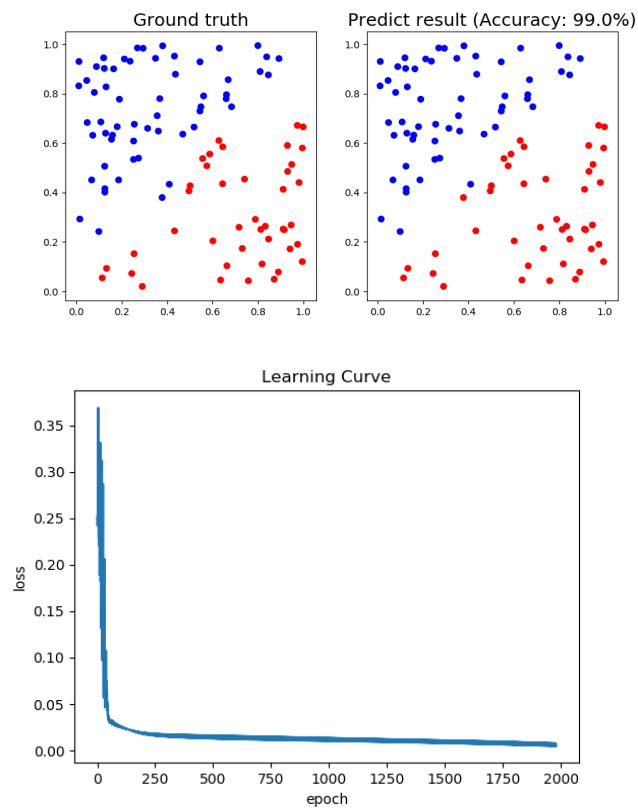 Ground truth
Predict result (Accuracy: 99.0%)
1.0
0.8
0.6
0.4
0.2
0.0
0.0 0.2 0.4 0.6 0.8 1.0
1.0
0.8
0.6
0.4
0.2
0.0
0.0 0.2 0.4 0.6 0.8 1.0
Learning Curve
loss
0.35
0.30
0.25
0.20
0.15
0.10
0.05
0.00
0 250 500 750 1000 1250 1500 1750 2000
epoch